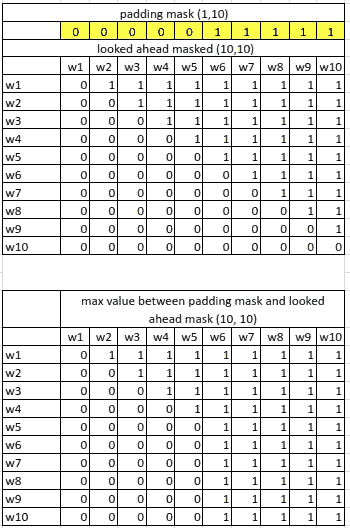 padding mask (1,10)
0 0 0 0 0 1 1 1 1 1
looked ahead masked (10,10)
w1 w2 w3 w4 w5 w6 w7 w8 w9 w10
w1 0 1 1 1 1 1 1 1 1 1
w2 0 0 1 1 1 1 1 1 1 1
w3 0 0 0 1 1 1 1 1 1 1
w4 0 0 0 0 1 1 1 1 1 1
w5 0 0 0 0 0 1 1 1 1 1
w6 0 0 0 0 0 0 1 1 1 1
w7 0 0 0 0 0 0 0 1 1 1
w8 0 0 0 0 0 0 0 0 1 1
w9 0 0 0 0 0 0 0 0 0 1
w10 0 0 0 0 0 0 0 0 0 0
max value between padding mask and looked
ahead mask (10, 10)
w1 w2 w3 w4 w5 w6 w7 w8 w9 w10
w1 0 1 1 1 1 1 1 1 1 1
w2 0 0 1 1 1 1 1 1 1 1
w3 0 0 0 1 1 1 1 1 1 1
w4 0 0 0 0 1 1 1 1 1 1
w5 0 0 0 0 0 1 1 1 1 1
w6 0 0 0 0 0 1 1 1 1 1
w7 0 0 0 0 0 1 1 1 1 1
w8 0 0 0 0 0 1 1 1 1 1
w9 0 0 0 0 0 1 1 1 1 1
w10 0 0 0 0 0 1 1 1 1 1